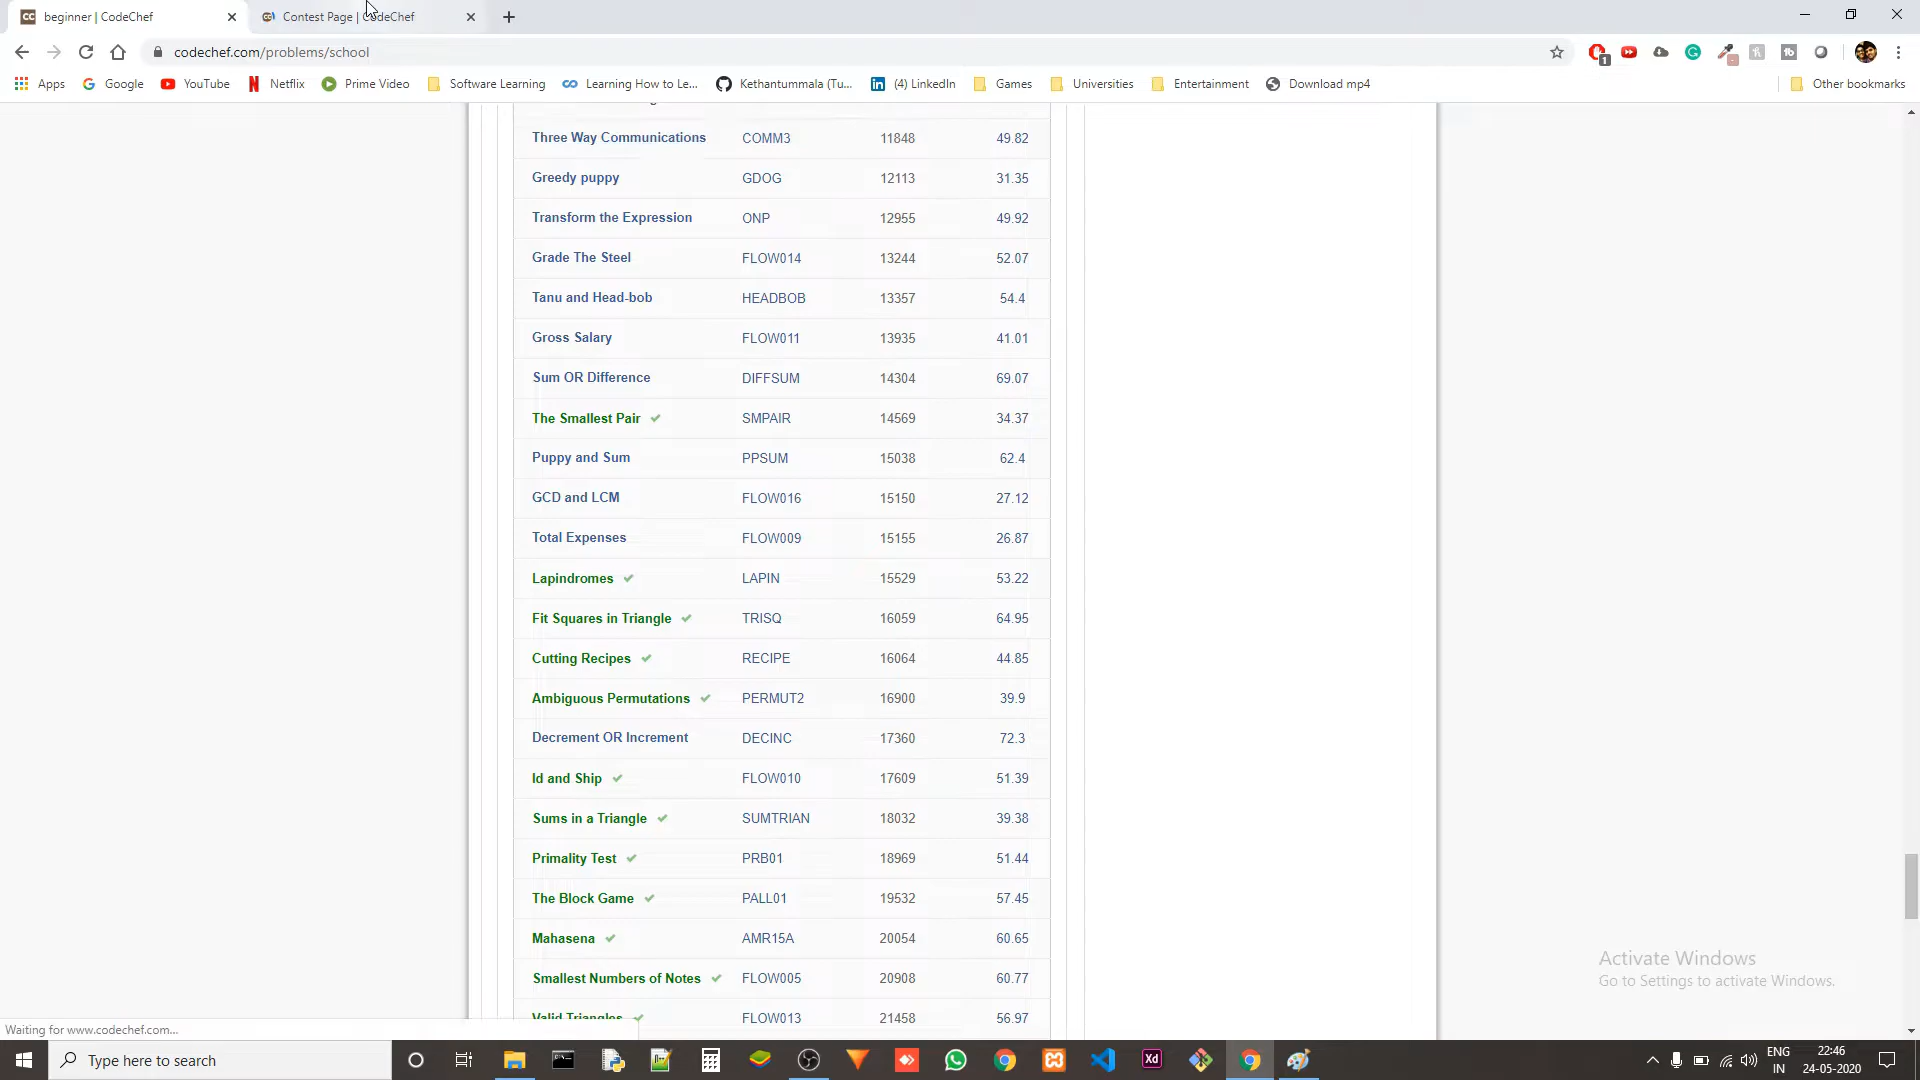 beginner | CodeChef
Contest Page | CodeChef
codechef.com/problems/school
Apps Google YouTube Netflix Prime Video Software Learning Learning How to Le... Kethantummala (Tu... (4) LinkedIn Games Universities Entertainment Download mp4 Other bookmarks
Three Way Communications COMM3 11848 49.82
Greedy puppy GDOG 12113 31.35
Transform the Expression ONP 12955 49.92
Grade The Steel FLOW014 13244 52.07
Tanu and Head-bob HEADBOB 13357 54.4
Gross Salary FLOW011 13935 41.01
Sum OR Difference DIFFSUM 14304 69.07
The Smallest Pair SMPAIR 14569 34.37
Puppy and Sum PPSUM 15038 62.4
GCD and LCM FLOW016 15150 27.12
Total Expenses FLOW009 15155 26.87
Lapindromes LAPIN 15529 53.22
Fit Squares in Triangle TRISQ 16059 64.95
Cutting Recipes RECIPE 16064 44.85
Ambiguous Permutations PERMUT2 16900 39.9
Decrement OR Increment DECINC 17360 72.3
Id and Ship FLOW010 17609 51.39
Sums in a Triangle SUMTRIAN 18032 39.38
Primality Test PRB01 18969 51.44
The Block Game PALL01 19532 57.45
Mahasena AMR15A 20054 60.65
Smallest Numbers of Notes FLOW005 20908 60.77
Valid Triangles FLOW013 21458 56.97
Activate Windows
Go to Settings to activate Windows.
Waiting for www.codechef.com...
Type here to search
ENG
IN
22:46
24-05-2020